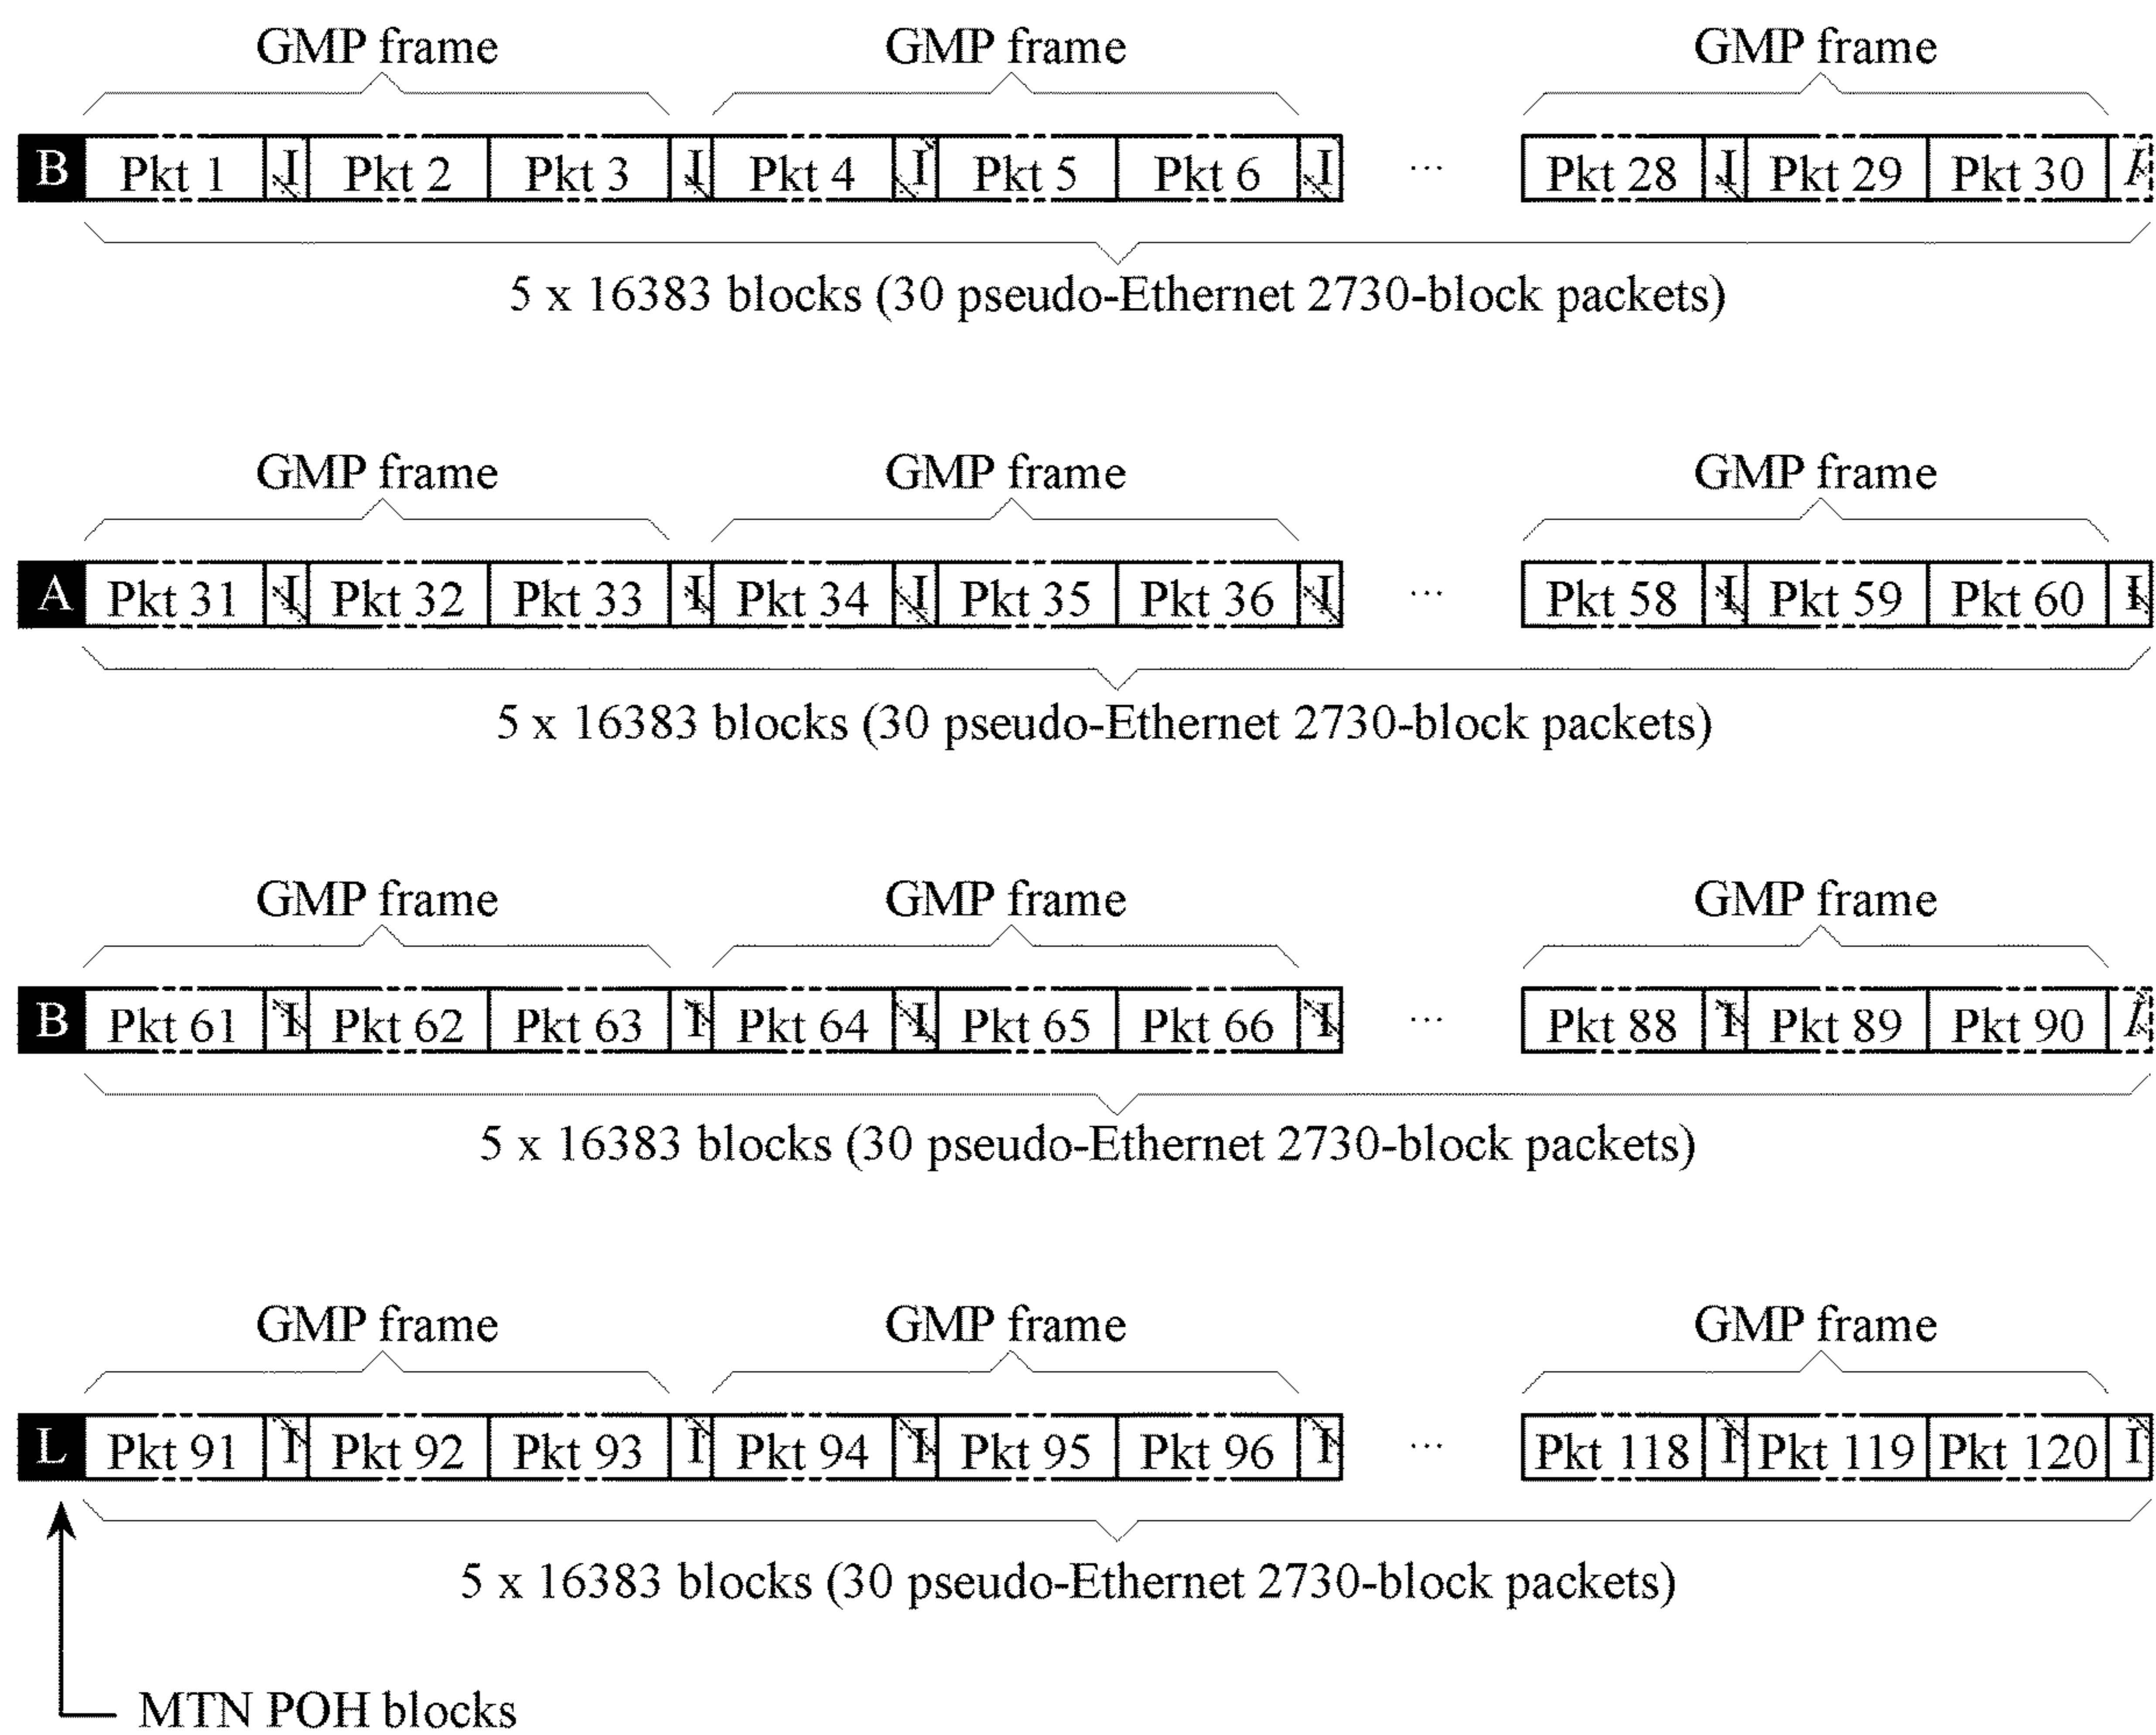 GMP frame GMP frame GMP frame
B Pkt 1 I Pkt 2 Pkt 3 I Pkt 4 I Pkt 5 Pkt 6 I ... Pkt 28 I Pkt 29 Pkt 30 I
5 x 16383 blocks (30 pseudo-Ethernet 2730-block packets)
GMP frame GMP frame GMP frame
A Pkt 31 I Pkt 32 Pkt 33 I Pkt 34 I Pkt 35 Pkt 36 I ... Pkt 58 I Pkt 59 Pkt 60 I
5 x 16383 blocks (30 pseudo-Ethernet 2730-block packets)
GMP frame GMP frame GMP frame
B Pkt 61 I Pkt 62 Pkt 63 I Pkt 64 I Pkt 65 Pkt 66 I ... Pkt 88 I Pkt 89 Pkt 90 I
5 x 16383 blocks (30 pseudo-Ethernet 2730-block packets)
GMP frame GMP frame GMP frame
L Pkt 91 I Pkt 92 Pkt 93 I Pkt 94 I Pkt 95 Pkt 96 I ... Pkt 118 I Pkt 119 Pkt 120 I
5 x 16383 blocks (30 pseudo-Ethernet 2730-block packets)
MTN POH blocks